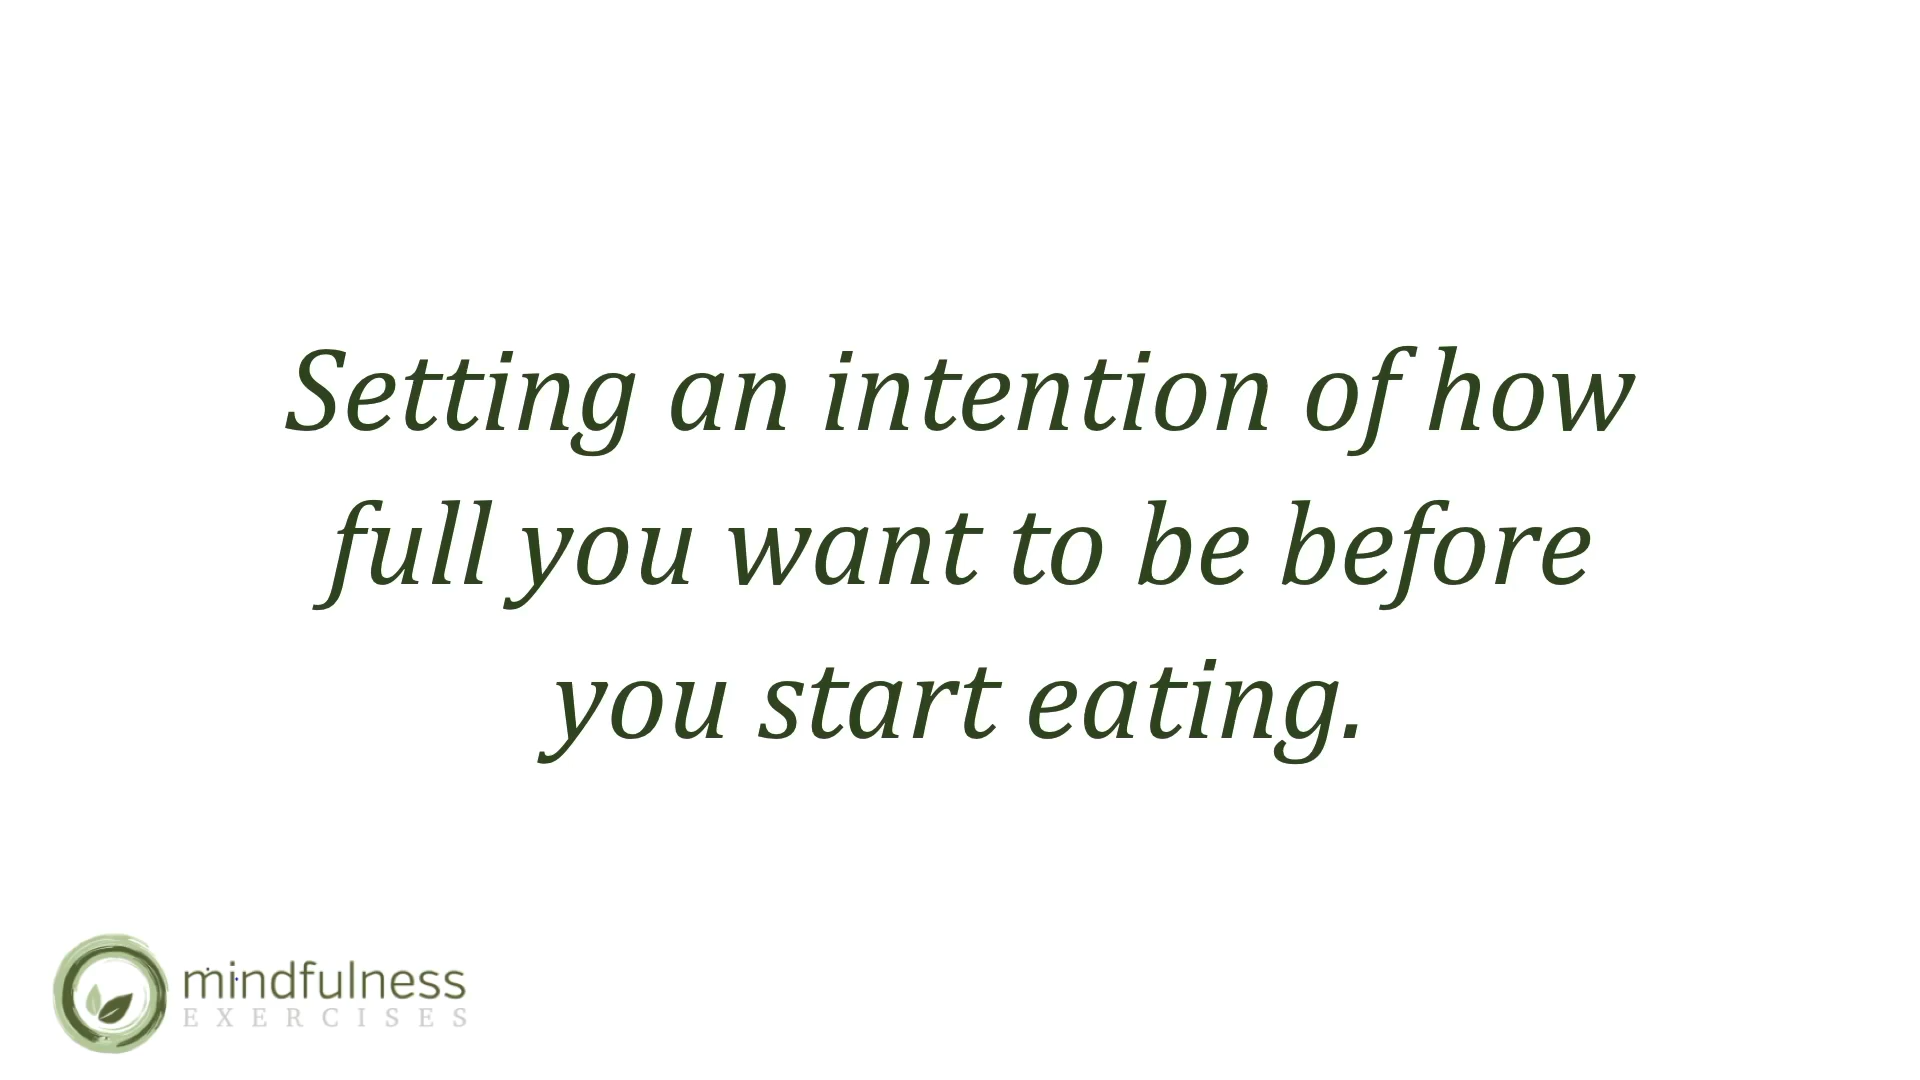 Setting an intention of how
full you want to be before
you start eating.
mindfulness
EXERCISES